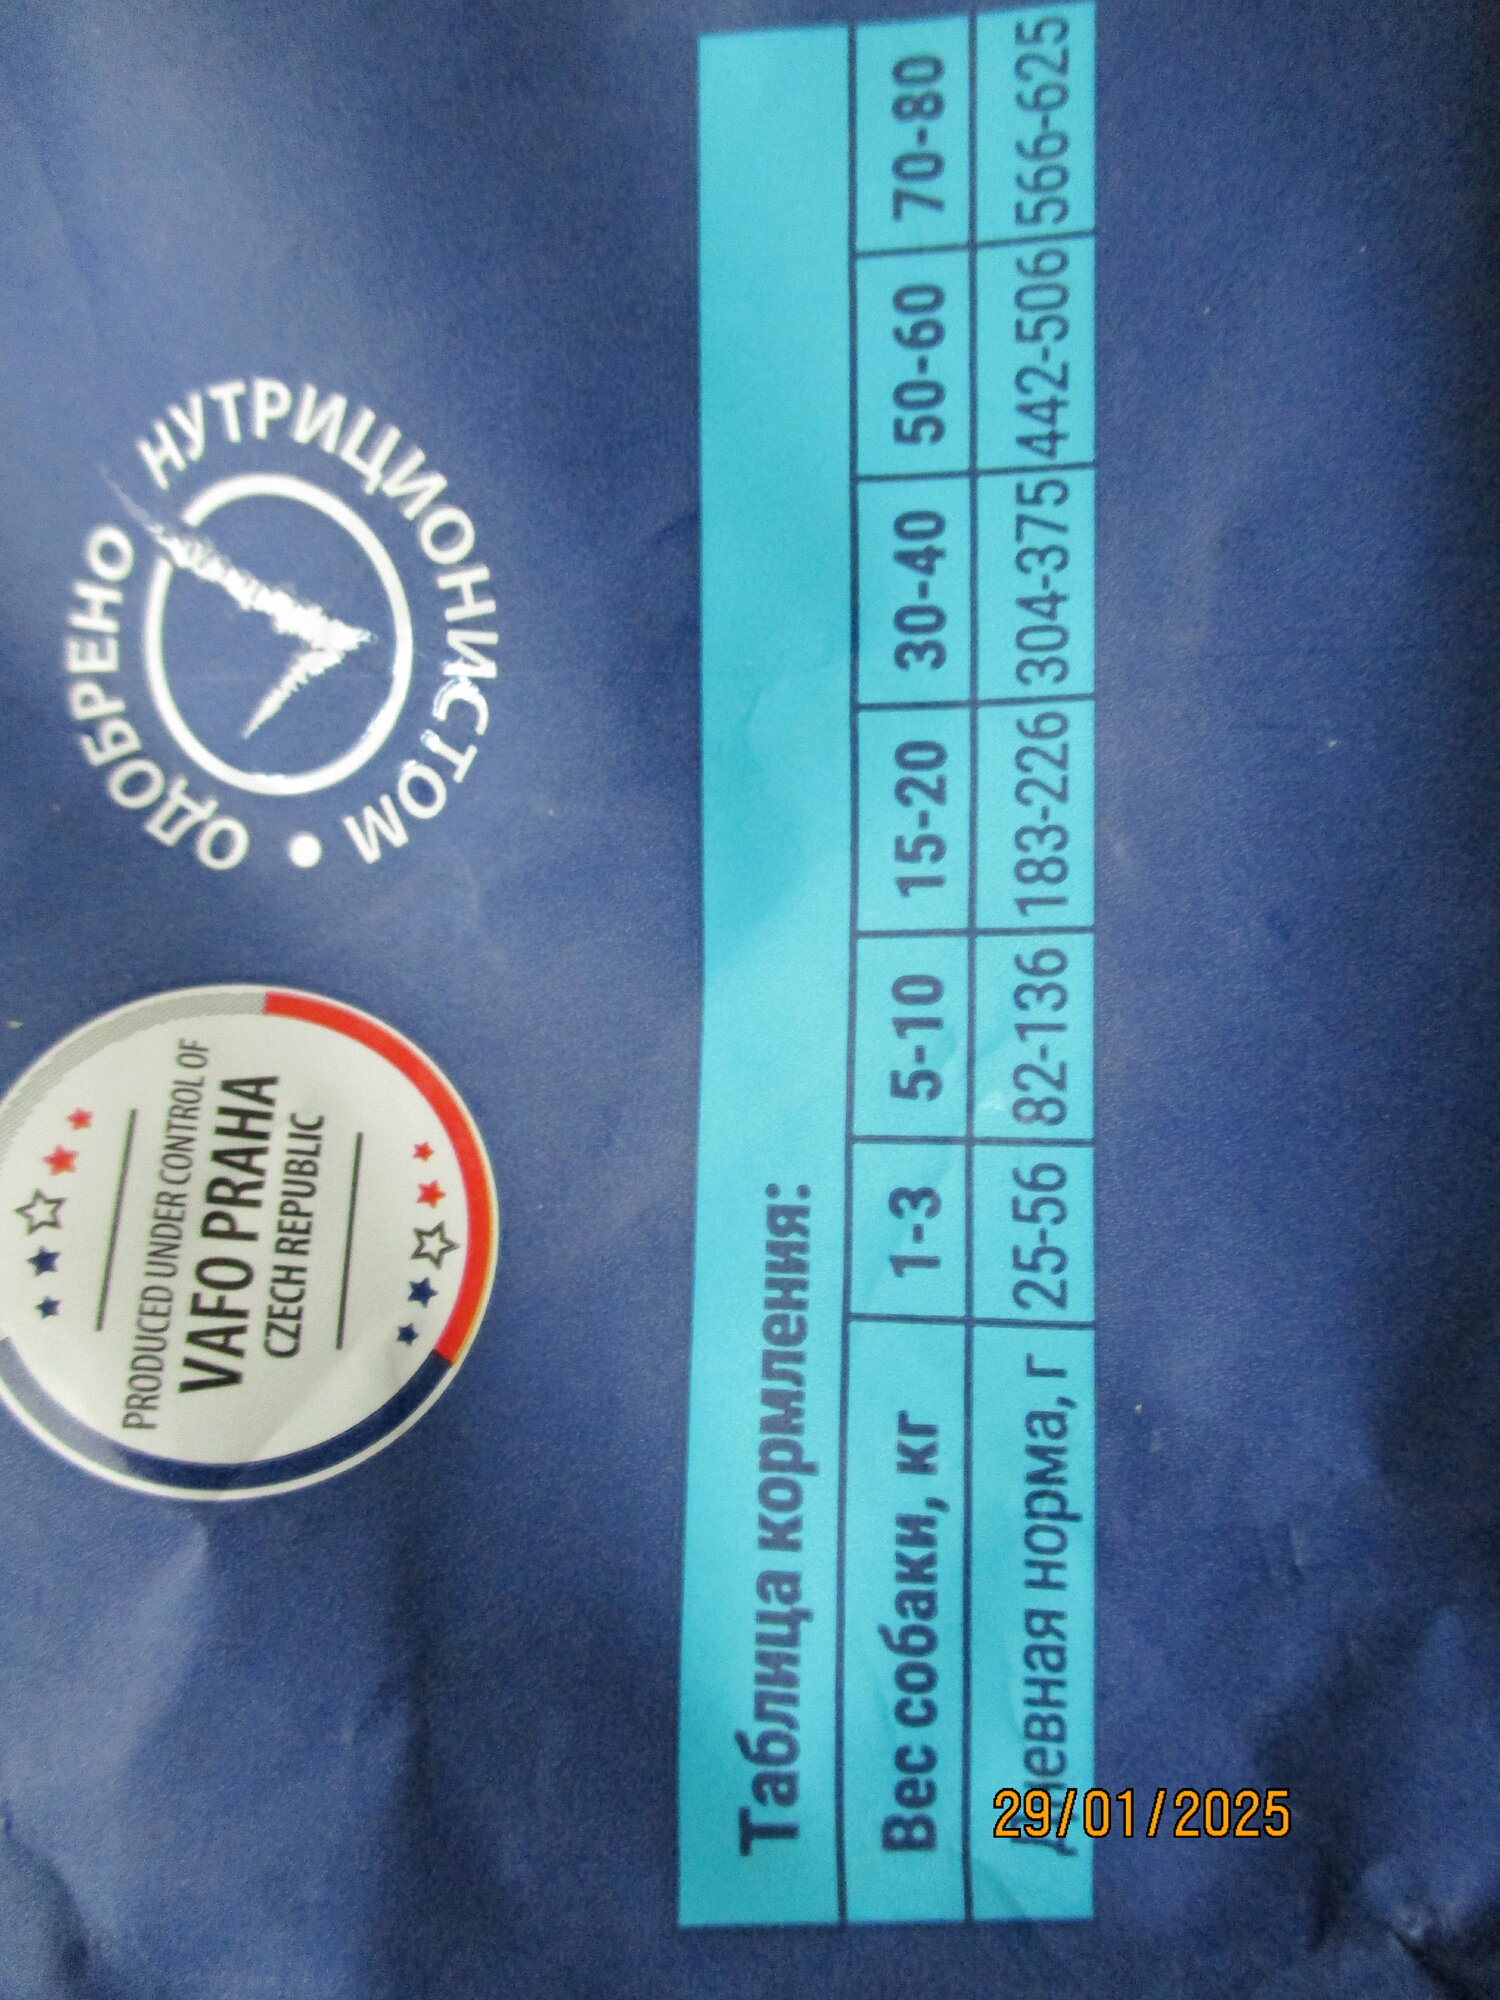 ОДОБРЕНО НУТРИЦИОНИСТОМ •
PRODUCED UNDER CONTROL OF
VAFO PRAHA
CZECH REPUBLIC
Таблица кормления:
Вес собаки, кг 1-3 5-10 15-20 30-40 50-60 70-80
Дневная норма, г 25-56 82-136 183-226 304-375 442-506 566-625
29/01/2025